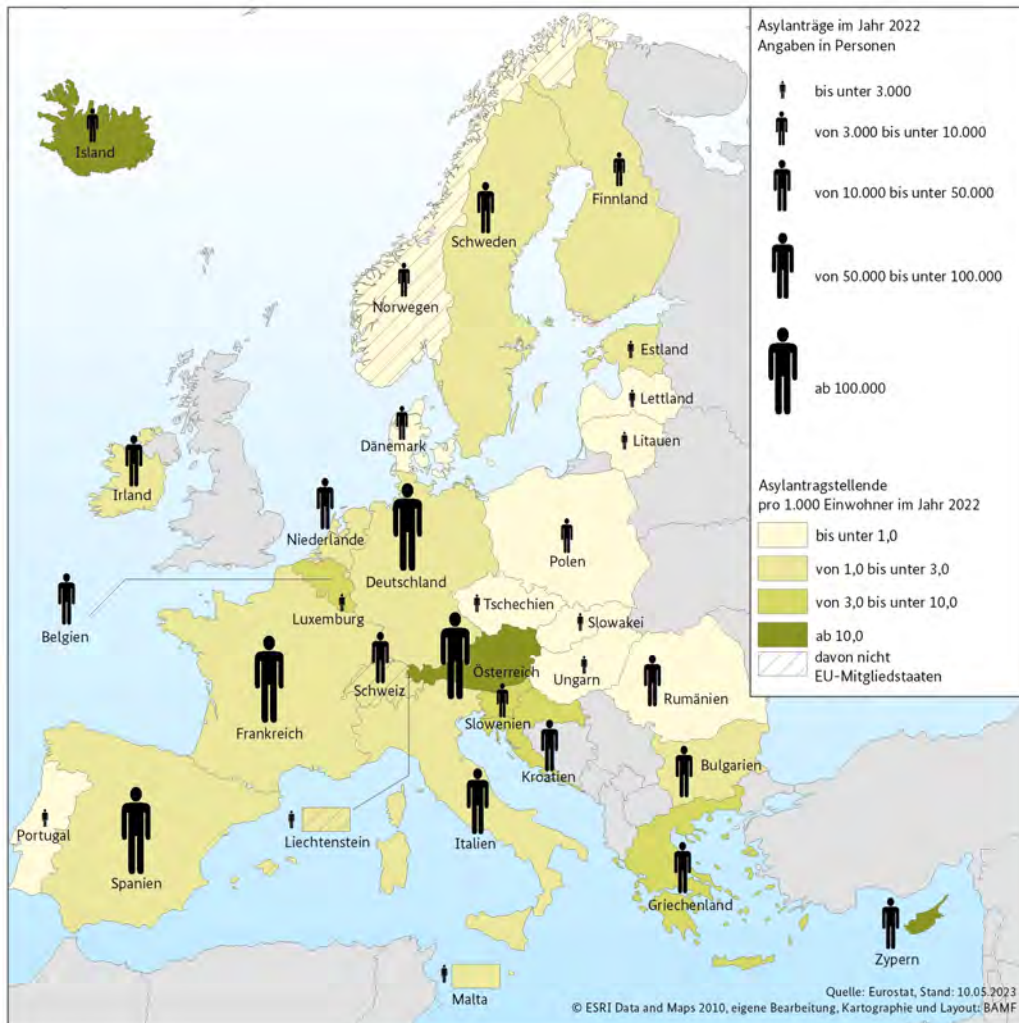 Asylanträge im Jahr 2022
Angaben in Personen
bis unter 3.000
von 3.000 bis unter 10.000
von 10.000 bis unter 50.000
von 50.000 bis unter 100.000
ab 100.000
Asylantragstellende
pro 1.000 Einwohner im Jahr 2022
bis unter 1,0
von 1,0 bis unter 3,0
von 3,0 bis unter 10,0
ab 10,0
davon nicht
EU-Mitgliedstaaten
Island
Finnland
Schweden
Norwegen
Estland
Lettland
Dänemark
Litauen
Irland
Niederlande
Polen
Deutschland
Tschechien
Luxemburg
Slowakei
Belgien
Österreich
Ungarn
Schweiz
Rumänien
Slowenien
Frankreich
Bulgarien
Kroatien
Portugal
Liechtenstein
Italien
Spanien
Griechenland
Zypern
Malta
Quelle: Eurostat, Stand: 10.05.2023
© ESRI Data and Maps 2010, eigene Bearbeitung, Kartographie und Layout: BAMF